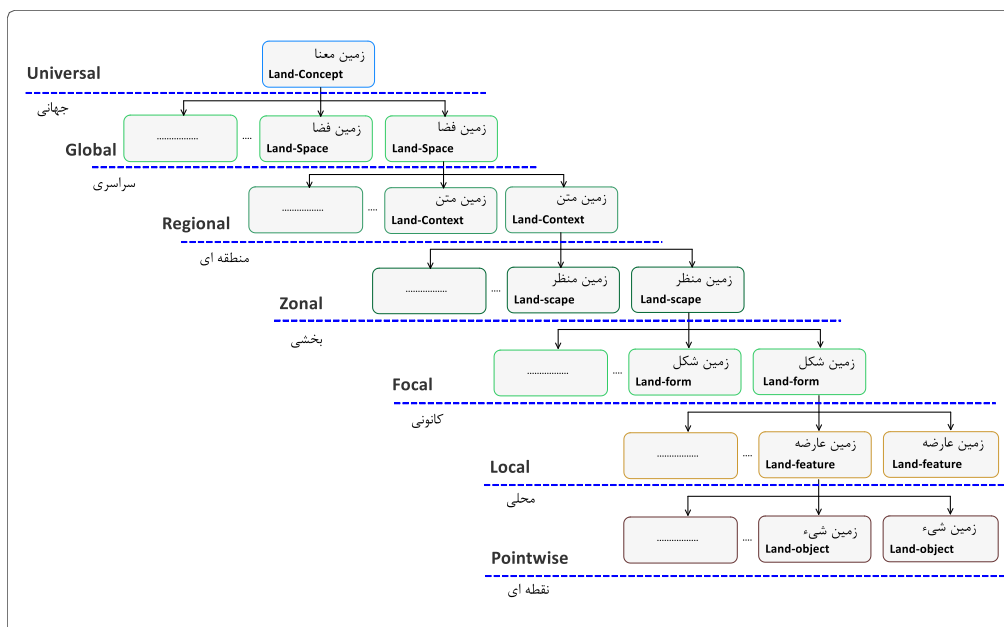 زمین معنا
Land-Concept
Universal
جهانی
.................
....
زمین فضا
Land-Space
زمین فضا
Land-Space
Global
سراسری
.................
....
زمین متن
Land-Context
زمین متن
Land-Context
Regional
منطقه ای
.................
....
زمین منظر
Land-scape
زمین منظر
Land-scape
Zonal
بخشی
.................
....
زمین شکل
Land-form
زمین شکل
Land-form
Focal
کانونی
.................
....
زمین عارضه
Land-feature
زمین عارضه
Land-feature
Local
محلی
.................
....
زمین شیء
Land-object
زمین شیء
Land-object
Pointwise
نقطه ای